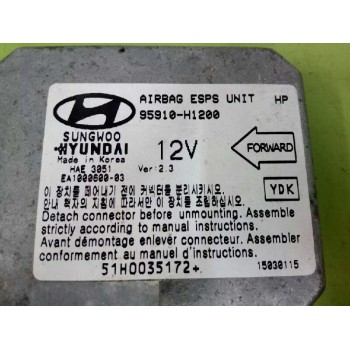 AIRBAG ESPS UNIT HP
95910-H1200
SUNGWOO
HYUNDAI
Made in Korea
HAE 3051
EA1000600-03
12V
Ver:2.3
FORWARD
YDK
이 장치를 떼어내기 전에 커넥터를 분리시키시오.
안내 책자의 지침에 따라서만 이 장치를 조립하시오.
Detach connector before unmounting. Assemble
strictly according to manual instructions.
Avant démontage enlever connecteur. Assembler
conformement au manuel d'instructions.
51H0035172+ 15030115